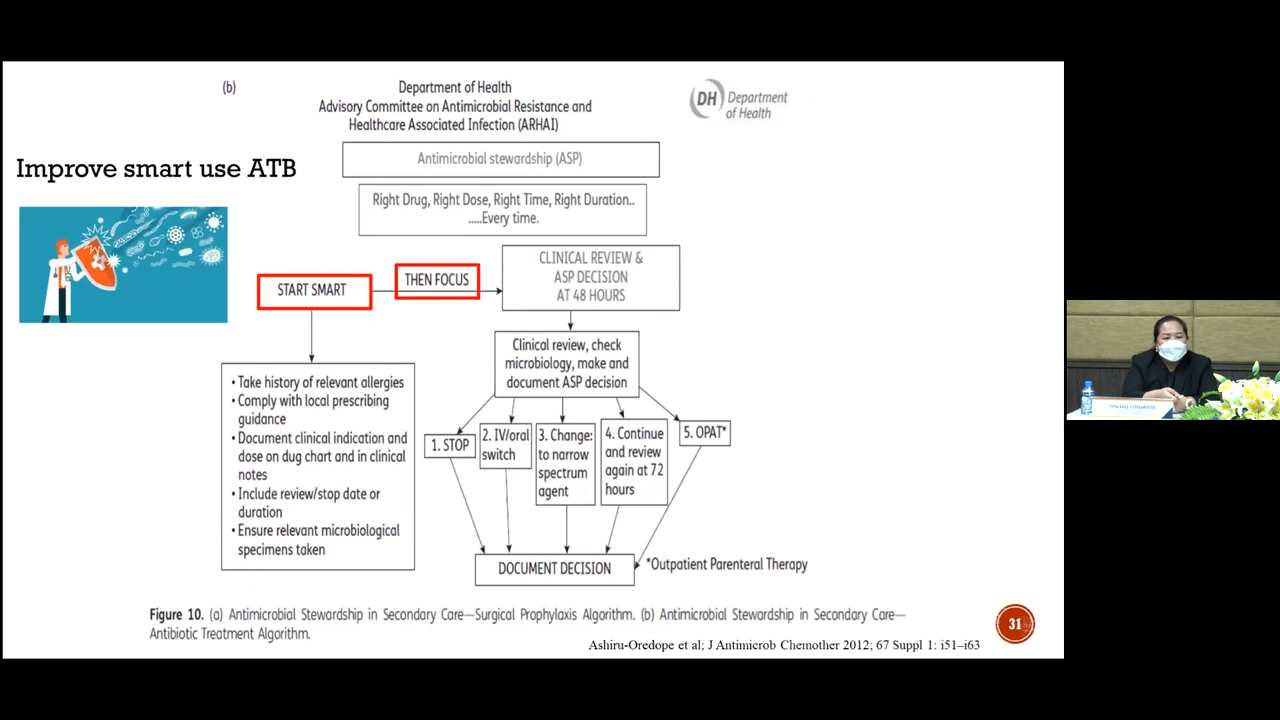 (b)
Department of Health
Advisory Committee on Antimicrobial Resistance and
Healthcare Associated Infection (ARHAI)
DH Department
of Health
Improve smart use ATB
Antimicrobial stewardship (ASP)
Right Drug, Right Dose, Right Time, Right Duration..
.....Every time.
START SMART
THEN FOCUS
CLINICAL REVIEW &
ASP DECISION
AT 48 HOURS
Clinical review, check
microbiology, make and
document ASP decision
• Take history of relevant allergies
• Comply with local prescribing
guidance
• Document clinical indication and
dose on dug chart and in clinical
notes
• Include review/stop date or
duration
• Ensure relevant microbiological
specimens taken
1. STOP
2. IV/oral
switch
3. Change:
to narrow
spectrum
agent
4. Continue
and review
again at 72
hours
5. OPAT*
DOCUMENT DECISION
*Outpatient Parenteral Therapy
Figure 10. (a) Antimicrobial Stewardship in Secondary Care—Surgical Prophylaxis Algorithm. (b) Antimicrobial Stewardship in Secondary Care—
Antibiotic Treatment Algorithm.
31
Ashiru-Oredope et al; J Antimicrob Chemother 2012; 67 Suppl 1: i51–i63